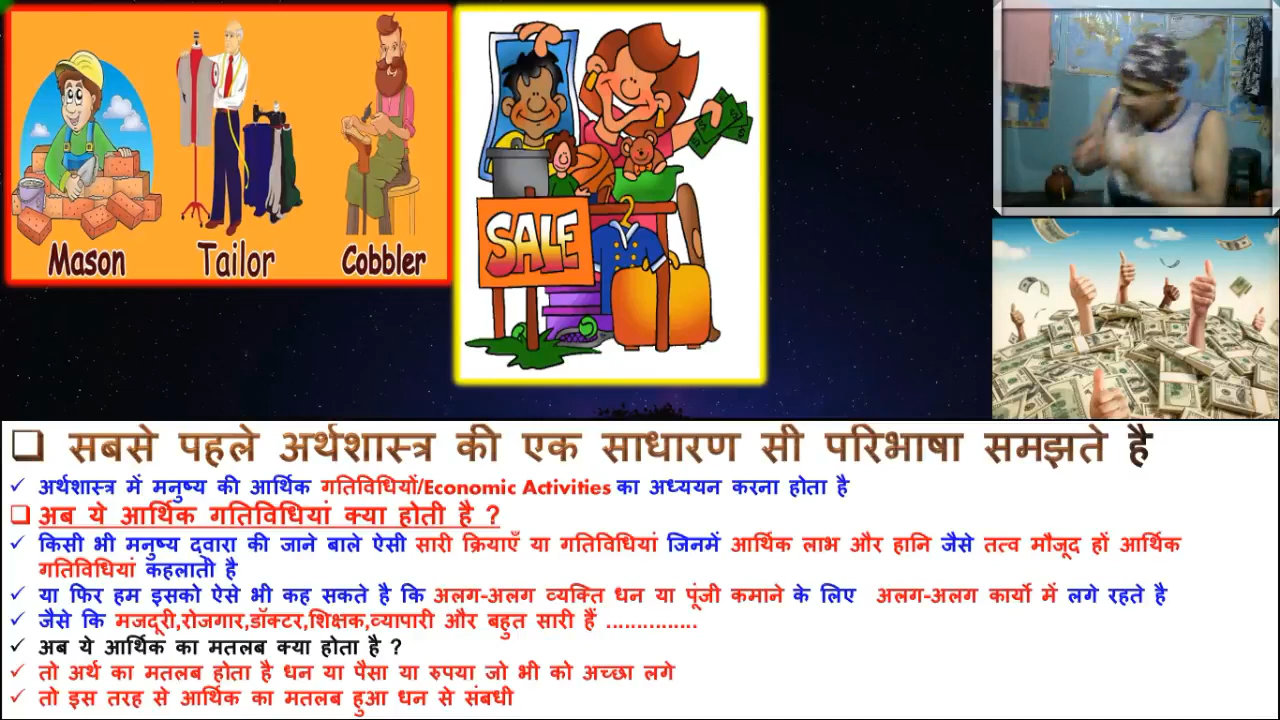 Mason Tailor Cobbler
SALE
❑ सबसे पहले अर्थशास्त्र की एक साधारण सी परिभाषा समझते है
✓ अर्थशास्त्र में मनुष्य की आर्थिक गतिविधियों/Economic Activities का अध्ययन करना होता है
❑ अब ये आर्थिक गतिविधियां क्या होती है ?
✓ किसी भी मनुष्य द्वारा की जाने बाले ऐसी सारी क्रियाएँ या गतिविधियां जिनमें आर्थिक लाभ और हानि जैसे तत्व मौजूद हों आर्थिक
गतिविधियां कहलाती है
✓ या फिर हम इसको ऐसे भी कह सकते है कि अलग-अलग व्यक्ति धन या पूंजी कमाने के लिए अलग-अलग कार्यो में लगे रहते है
✓ जैसे कि मजदूरी,रोजगार,डॉक्टर,शिक्षक,व्यापारी और बहुत सारी हैं ...............
✓ अब ये आर्थिक का मतलब क्या होता है ?
✓ तो अर्थ का मतलब होता है धन या पैसा या रुपया जो भी को अच्छा लगे
✓ तो इस तरह से आर्थिक का मतलब हुआ धन से संबधी